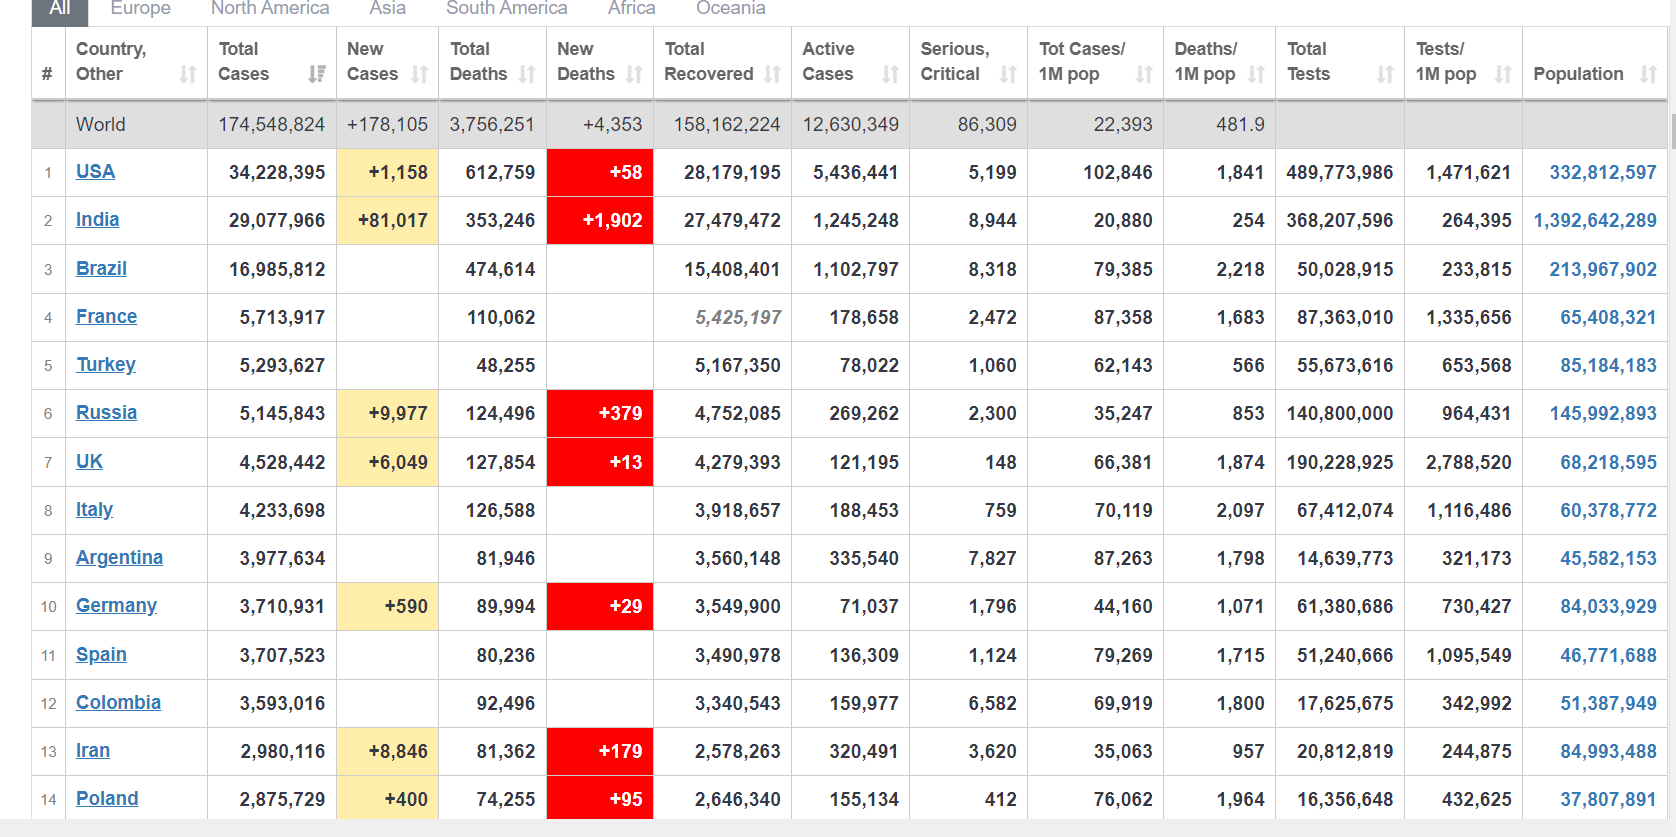 All Europe North America Asia South America Africa Oceania
# Country, Other Total Cases New Cases Total Deaths New Deaths Total Recovered Active Cases Serious, Critical Tot Cases/ 1M pop Deaths/ 1M pop Total Tests Tests/ 1M pop Population
World 174,548,824 +178,105 3,756,251 +4,353 158,162,224 12,630,349 86,309 22,393 481.9
1 USA 34,228,395 +1,158 612,759 +58 28,179,195 5,436,441 5,199 102,846 1,841 489,773,986 1,471,621 332,812,597
2 India 29,077,966 +81,017 353,246 +1,902 27,479,472 1,245,248 8,944 20,880 254 368,207,596 264,395 1,392,642,289
3 Brazil 16,985,812 474,614 15,408,401 1,102,797 8,318 79,385 2,218 50,028,915 233,815 213,967,902
4 France 5,713,917 110,062 5,425,197 178,658 2,472 87,358 1,683 87,363,010 1,335,656 65,408,321
5 Turkey 5,293,627 48,255 5,167,350 78,022 1,060 62,143 566 55,673,616 653,568 85,184,183
6 Russia 5,145,843 +9,977 124,496 +379 4,752,085 269,262 2,300 35,247 853 140,800,000 964,431 145,992,893
7 UK 4,528,442 +6,049 127,854 +13 4,279,393 121,195 148 66,381 1,874 190,228,925 2,788,520 68,218,595
8 Italy 4,233,698 126,588 3,918,657 188,453 759 70,119 2,097 67,412,074 1,116,486 60,378,772
9 Argentina 3,977,634 81,946 3,560,148 335,540 7,827 87,263 1,798 14,639,773 321,173 45,582,153
10 Germany 3,710,931 +590 89,994 +29 3,549,900 71,037 1,796 44,160 1,071 61,380,686 730,427 84,033,929
11 Spain 3,707,523 80,236 3,490,978 136,309 1,124 79,269 1,715 51,240,666 1,095,549 46,771,688
12 Colombia 3,593,016 92,496 3,340,543 159,977 6,582 69,919 1,800 17,625,675 342,992 51,387,949
13 Iran 2,980,116 +8,846 81,362 +179 2,578,263 320,491 3,620 35,063 957 20,812,819 244,875 84,993,488
14 Poland 2,875,729 +400 74,255 +95 2,646,340 155,134 412 76,062 1,964 16,356,648 432,625 37,807,891